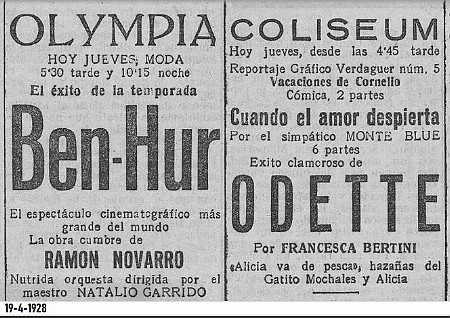 OLYMPIA
HOY JUEVES, MODA
5'30 tarde y 10'15 noche
El éxito de la temporada
Ben-Hur
El espectáculo cinematográfico más
grande del mundo
La obra cumbre de
RAMON NOVARRO
Nutrida orquesta dirigida por el
maestro NATALIO GARRIDO
COLISEUM
Hoy jueves, desde las 4'45 tarde
Reportaje Gráfico Verdaguer núm. 5
Vacaciones de Cornelio
Cómica, 2 partes
Cuando el amor despierta
Por el simpático MONTE BLUE
6 partes
Exito clamoroso de
ODETTE
Por FRANCESCA BERTINI
«Alicia va de pesca», hazañas del
Gatito Mochales y Alicia
19-4-1928